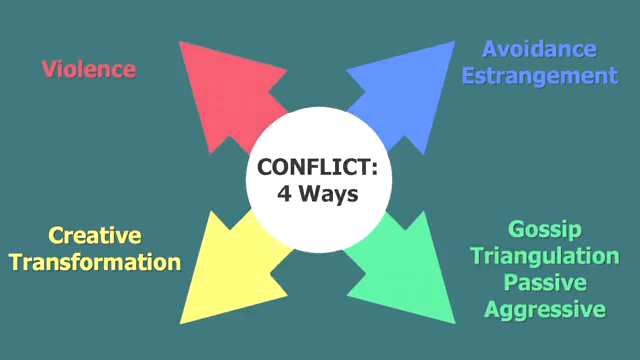 Violence
Avoidance
Estrangement
CONFLICT:
4 Ways
Creative
Transformation
Gossip
Triangulation
Passive
Aggressive